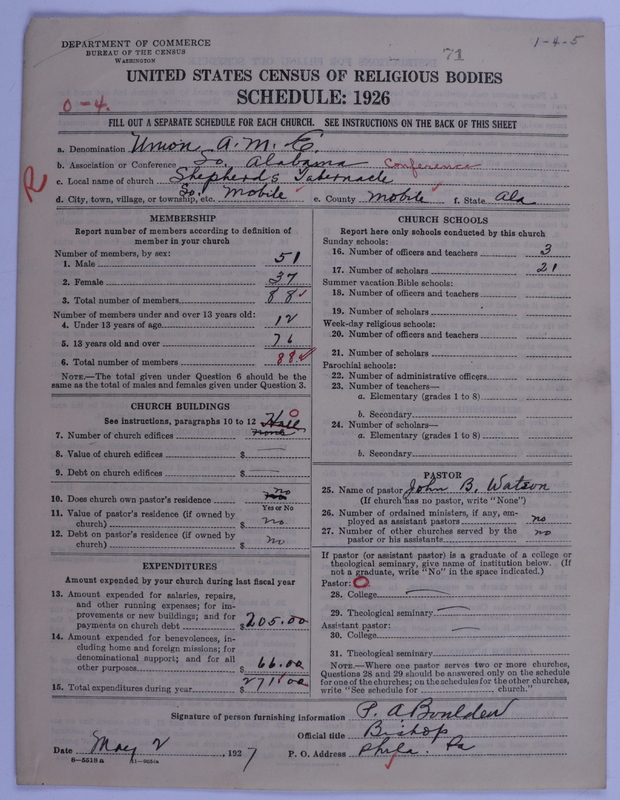 DEPARTMENT OF COMMERCE
BUREAU OF THE CENSUS
WASHINGTON
71
1-4-5
UNITED STATES CENSUS OF RELIGIOUS BODIES
SCHEDULE: 1926
0-4.
FILL OUT A SEPARATE SCHEDULE FOR EACH CHURCH. SEE INSTRUCTIONS ON THE BACK OF THIS SHEET
R
a. Denomination Union A.M.E.
b. Association or Conference So. Alabama Conference
c. Local name of church Shepherds Tabernacle
d. City, town, village, or township, etc. So. Mobile e. County Mobile f. State Ala
MEMBERSHIP
Report number of members according to definition of
member in your church
Number of members, by sex:
1. Male 51
2. Female 37
3. Total number of members 88
Number of members under and over 13 years old:
4. Under 13 years of age 12
5. 13 years old and over 76
6. Total number of members 88
NOTE.—The total given under Question 6 should be the
same as the total of males and females given under Question 3.
CHURCH BUILDINGS
See instructions, paragraphs 10 to 12 Hall 0
7. Number of church edifices none
8. Value of church edifices $
9. Debt on church edifices $
10. Does church own pastor's residence no
Yes or No
11. Value of pastor's residence (if owned by
church) $ no
12. Debt on pastor's residence (if owned by
church) $ no
EXPENDITURES
Amount expended by your church during last fiscal year
13. Amount expended for salaries, repairs,
and other running expenses; for im-
provements or new buildings; and for
payments on church debt $205.00
14. Amount expended for benevolences, in-
cluding home and foreign missions; for
denominational support; and for all
other purposes $ 66.00
15. Total expenditures during year $ 271.00
CHURCH SCHOOLS
Report here only schools conducted by this church
Sunday schools:
16. Number of officers and teachers 3
17. Number of scholars 21
Summer vacation Bible schools:
18. Number of officers and teachers
19. Number of scholars
Week-day religious schools:
20. Number of officers and teachers
21. Number of scholars
Parochial schools:
22. Number of administrative officers
23. Number of teachers—
a. Elementary (grades 1 to 8)
b. Secondary
24. Number of scholars—
a. Elementary (grades 1 to 8)
b. Secondary
PASTOR
25. Name of pastor John B. Watson
(If church has no pastor, write "None")
26. Number of ordained ministers, if any, em-
ployed as assistant pastors no
27. Number of other churches served by the
pastor or his assistants no
If pastor (or assistant pastor) is a graduate of a college or
theological seminary, give name of institution below. (If
not a graduate, write "No" in the space indicated.)
Pastor: 0
28. College
29. Theological seminary
Assistant pastor:
30. College
31. Theological seminary
NOTE.—Where one pastor serves two or more churches,
Questions 28 and 29 should be answered only on the schedule
for one of the churches; on the schedules for the other churches,
write "See schedule for church."
Signature of person furnishing information P. A Boulden
Official title Bishop
Date May 2, 1927 P. O. Address Phila. Pa
8—5518 a